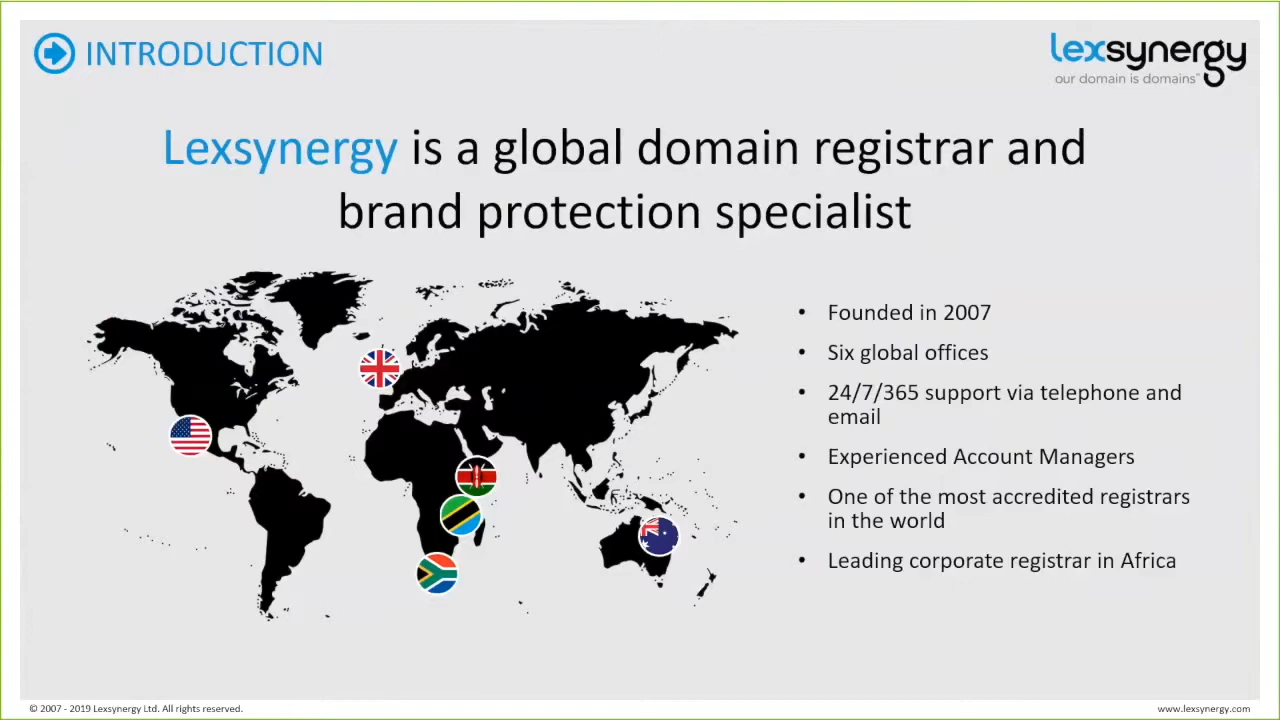 INTRODUCTION
lexsynergy
our domain is domains™
Lexsynergy is a global domain registrar and
brand protection specialist
• Founded in 2007
• Six global offices
• 24/7/365 support via telephone and
email
• Experienced Account Managers
• One of the most accredited registrars
in the world
• Leading corporate registrar in Africa
© 2007 - 2019 Lexsynergy Ltd. All rights reserved.
www.lexsynergy.com